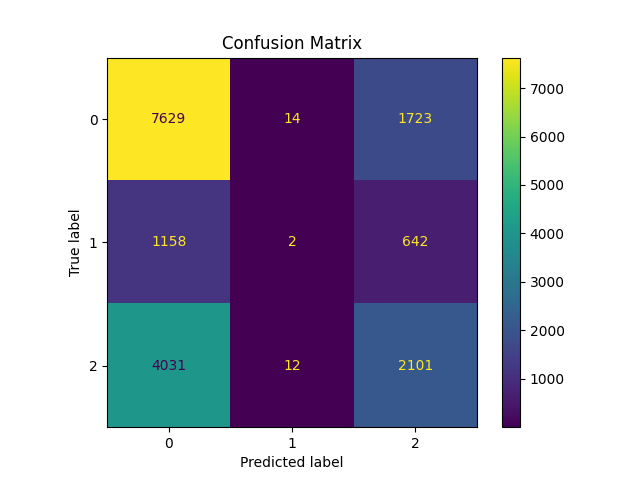 Confusion Matrix
True label
0
7629 14 1723
1
1158 2 642
2
4031 12 2101
0 1 2
Predicted label
7000
6000
5000
4000
3000
2000
1000